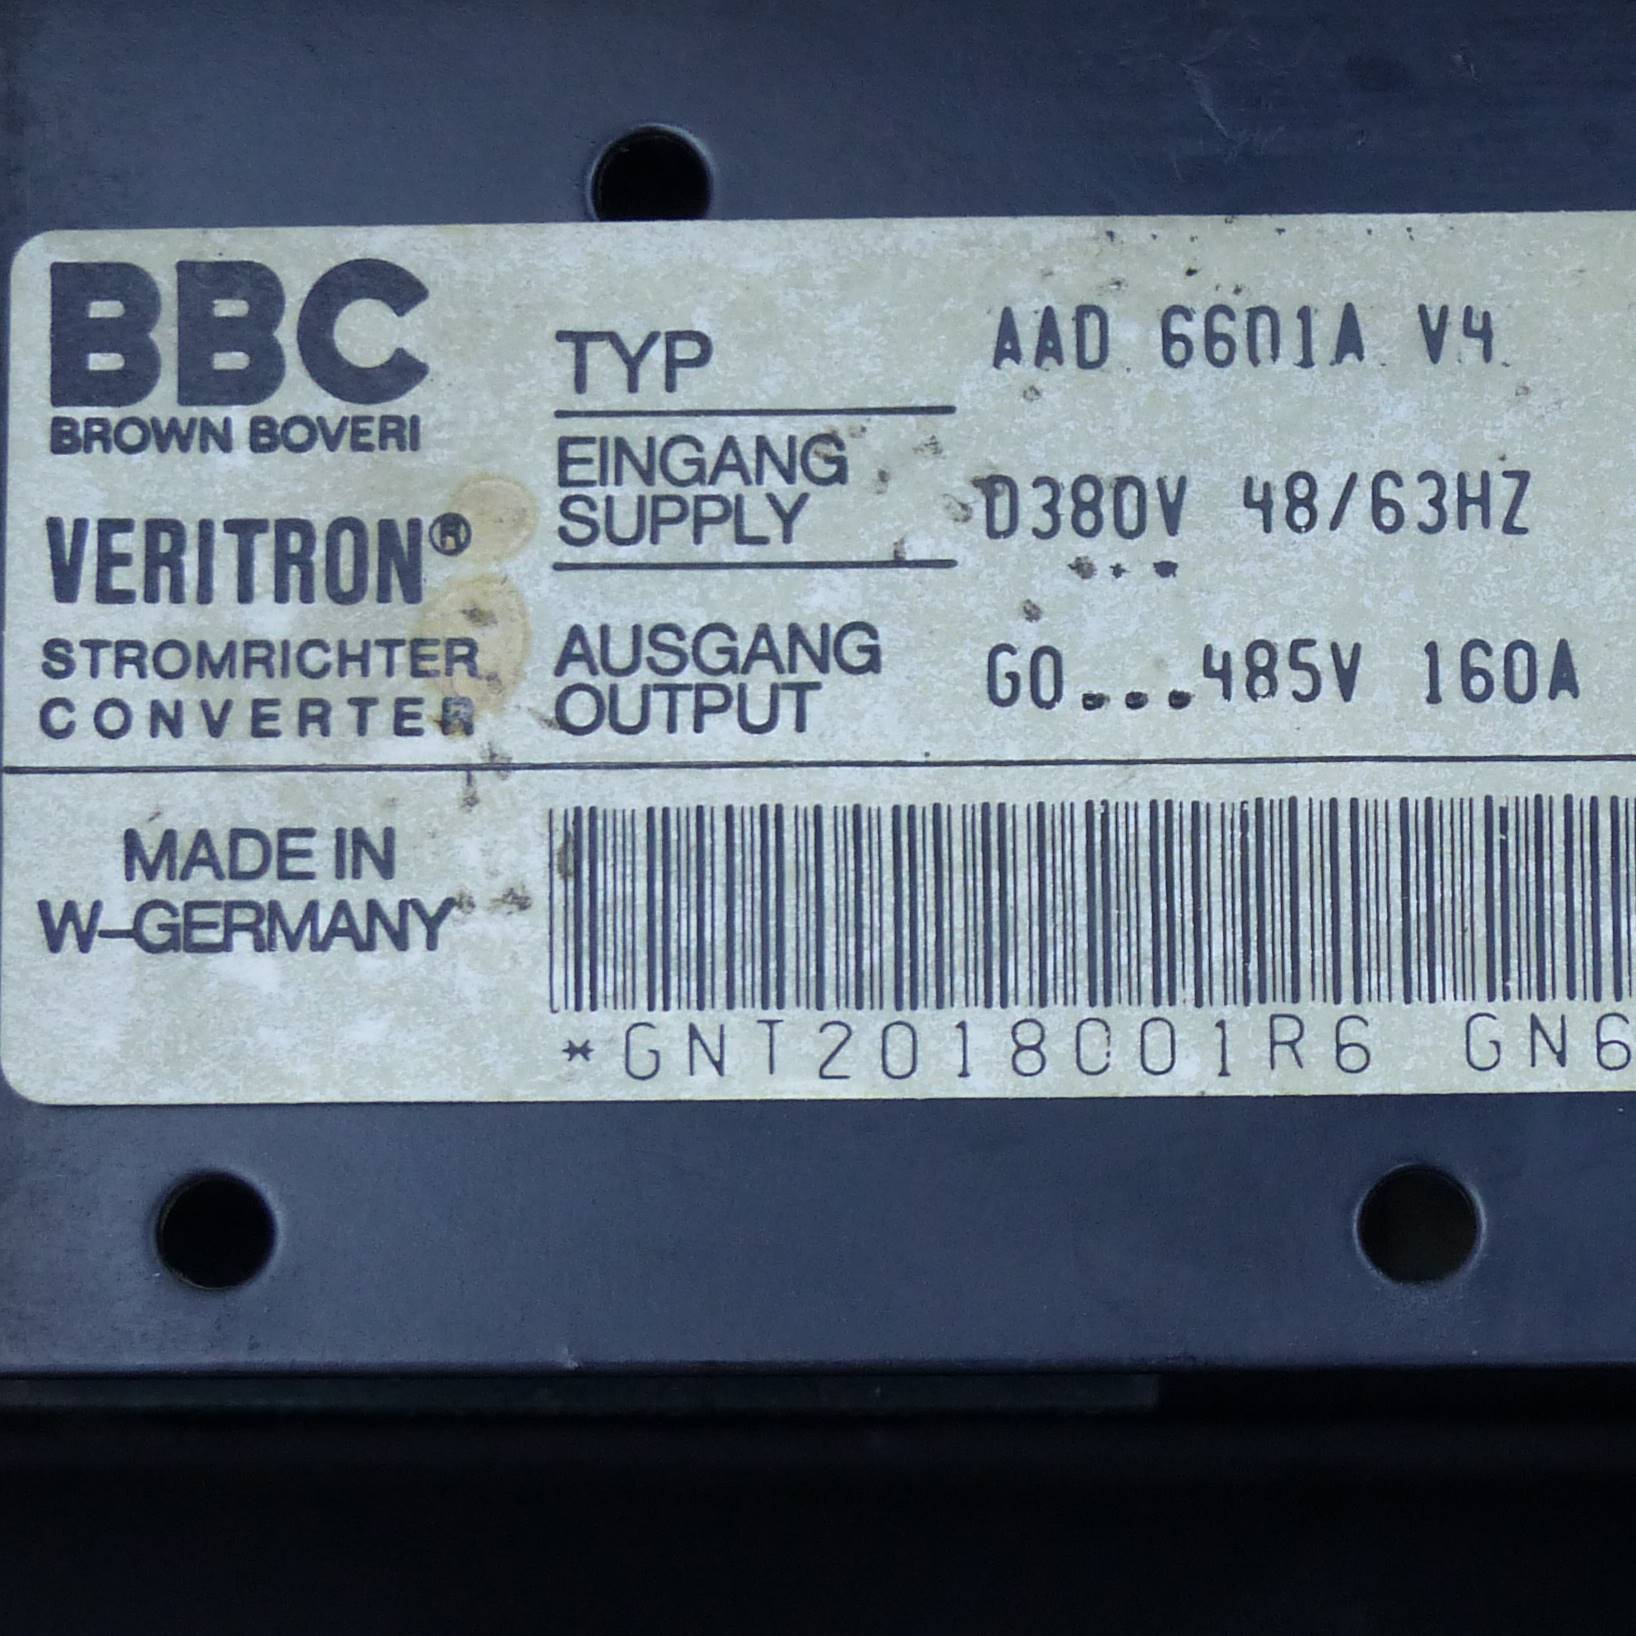 BBC
BROWN BOVERI
VERITRON®
STROMRICHTER
CONVERTER
TYP AAD 6601A V4
EINGANG
SUPPLY D380V 48/63HZ
AUSGANG
OUTPUT G0...485V 160A
MADE IN
W-GERMANY
*GNT2018001R6 GN6